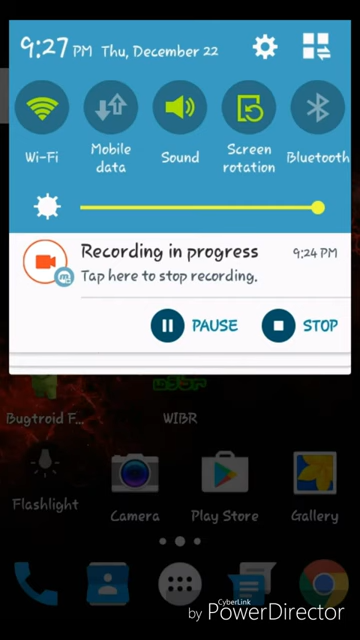 9:27 PM Thu, December 22
Wi-Fi
Mobile
data
Sound
Screen
rotation
Bluetooth
Recording in progress 9:24 PM
Tap here to stop recording.
PAUSE STOP
Bugtroid F... WIBR
Flashlight Camera Play Store Gallery
CyberLink
by PowerDirector